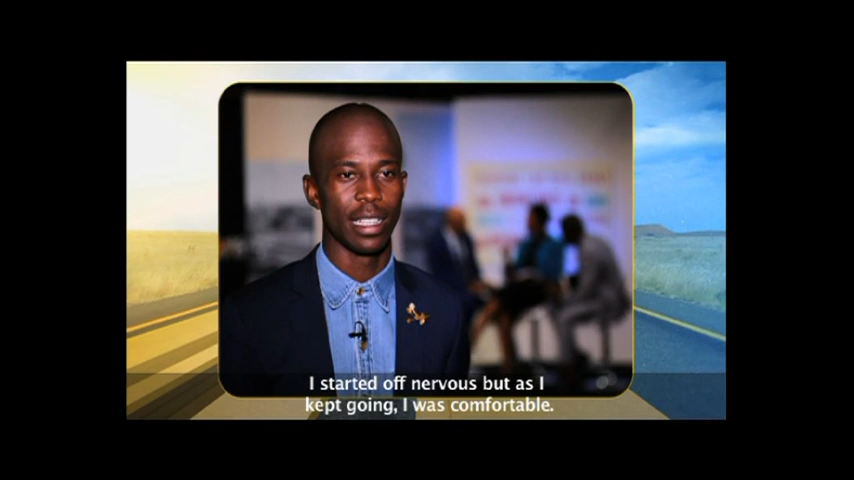 I started off nervous but as I
kept going, I was comfortable.